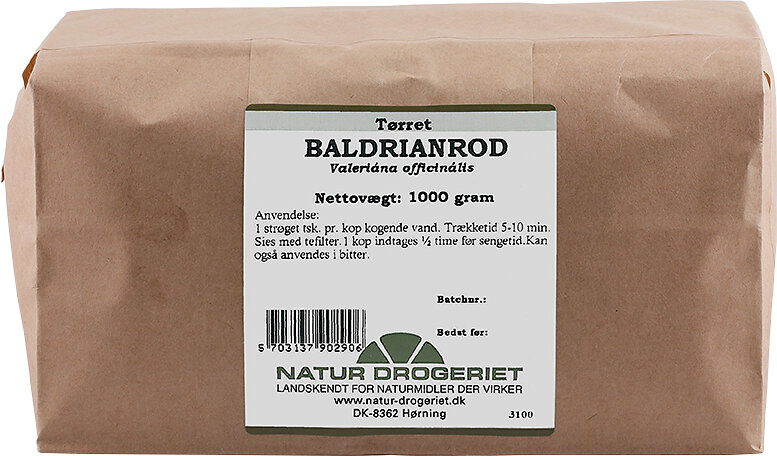 Tørret
BALDRIANROD
Valeriána officinális
Nettovægt: 1000 gram
Anvendelse:
1 strøget tsk. pr. kop kogende vand. Trækketid 5-10 min.
Sies med tefilter. 1 kop indtages ½ time før sengetid. Kan
også anvendes i bitter.
Batchnr.:
Bedst før:
5 703137 902906
NATUR DROGERIET
LANDSKENDT FOR NATURMIDLER DER VIRKER
www.natur-drogeriet.dk
DK-8362 Hørning
3100